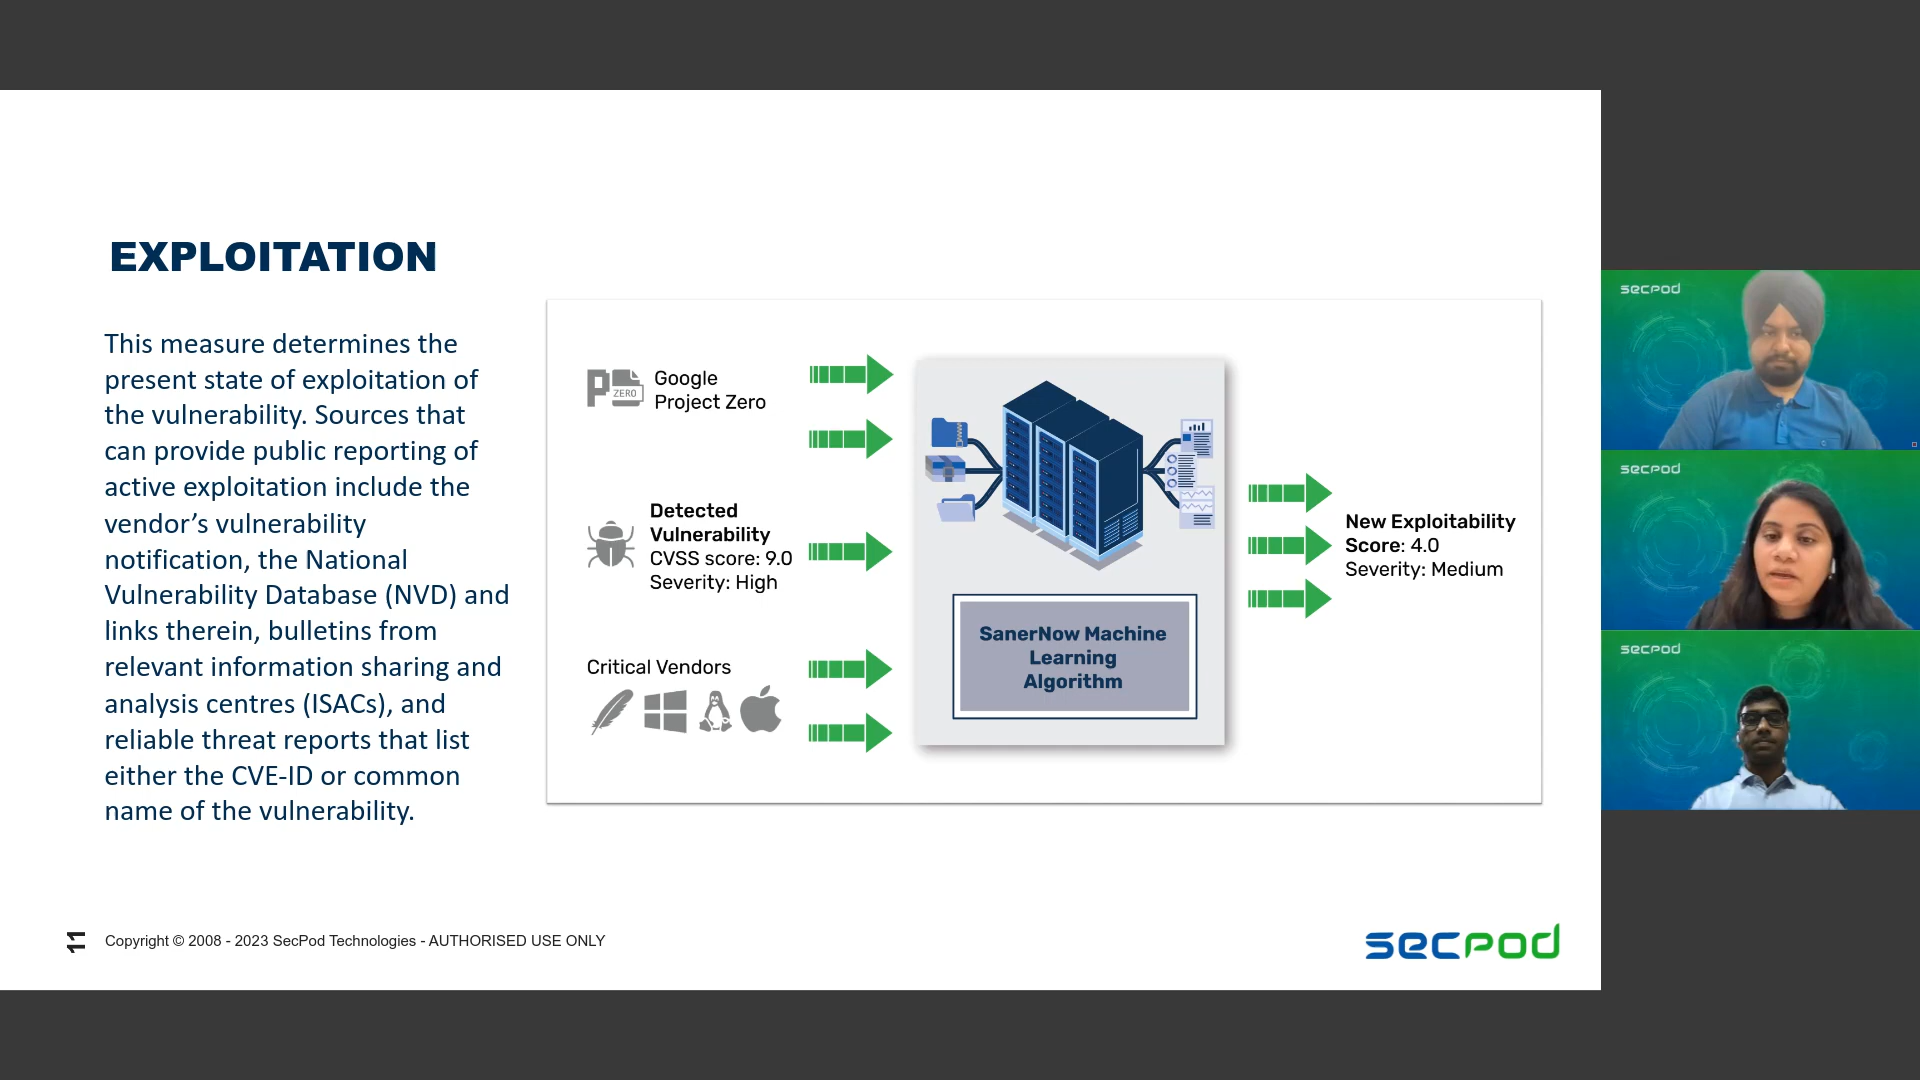 EXPLOITATION
This measure determines the
present state of exploitation of
the vulnerability. Sources that
can provide public reporting of
active exploitation include the
vendor’s vulnerability
notification, the National
Vulnerability Database (NVD) and
links therein, bulletins from
relevant information sharing and
analysis centres (ISACs), and
reliable threat reports that list
either the CVE-ID or common
name of the vulnerability.
P ZERO
Google
Project Zero
Detected
Vulnerability
CVSS score: 9.0
Severity: High
Critical Vendors
SanerNow Machine
Learning
Algorithm
New Exploitability
Score: 4.0
Severity: Medium
11
Copyright © 2008 - 2023 SecPod Technologies - AUTHORISED USE ONLY
secpod
secpod
secpod
secpod